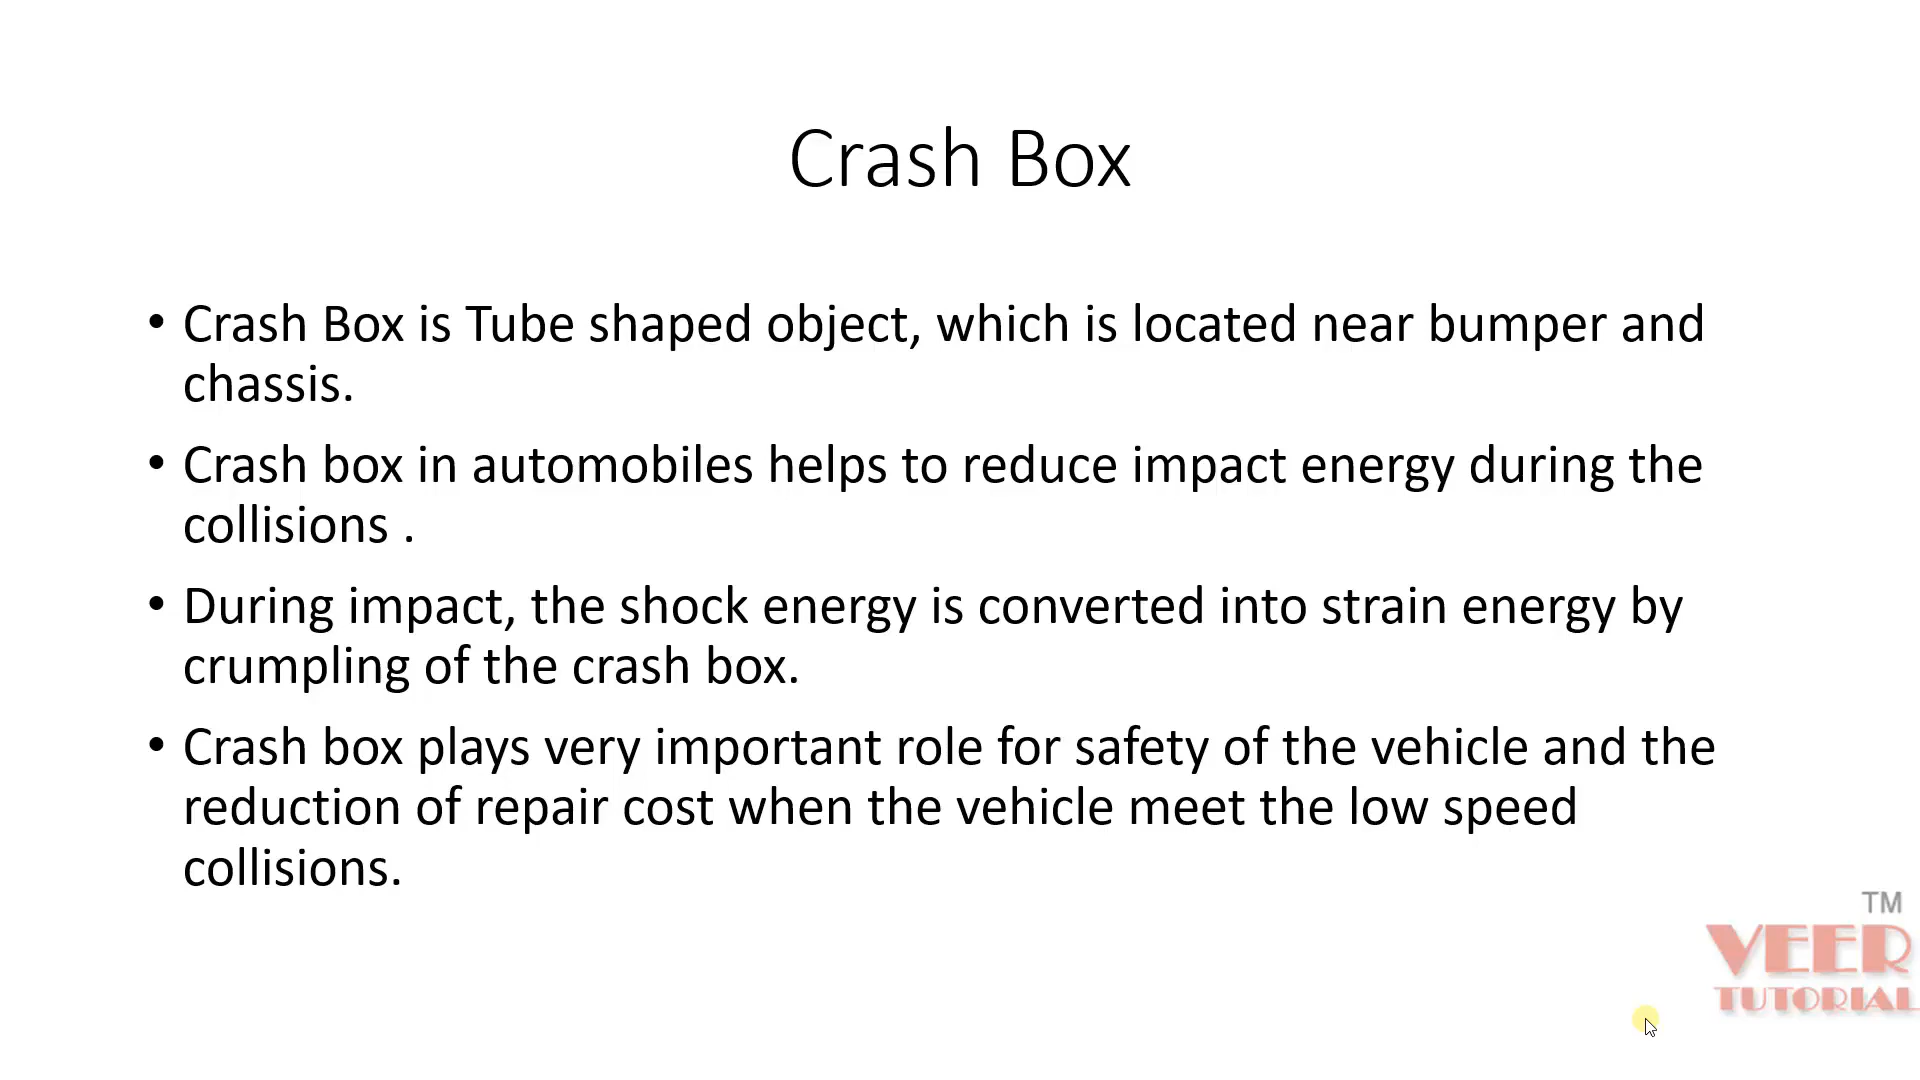 Crash Box
• Crash Box is Tube shaped object, which is located near bumper and
chassis.
• Crash box in automobiles helps to reduce impact energy during the
collisions .
• During impact, the shock energy is converted into strain energy by
crumpling of the crash box.
• Crash box plays very important role for safety of the vehicle and the
reduction of repair cost when the vehicle meet the low speed
collisions.
TM
VEER
TUTORIAL